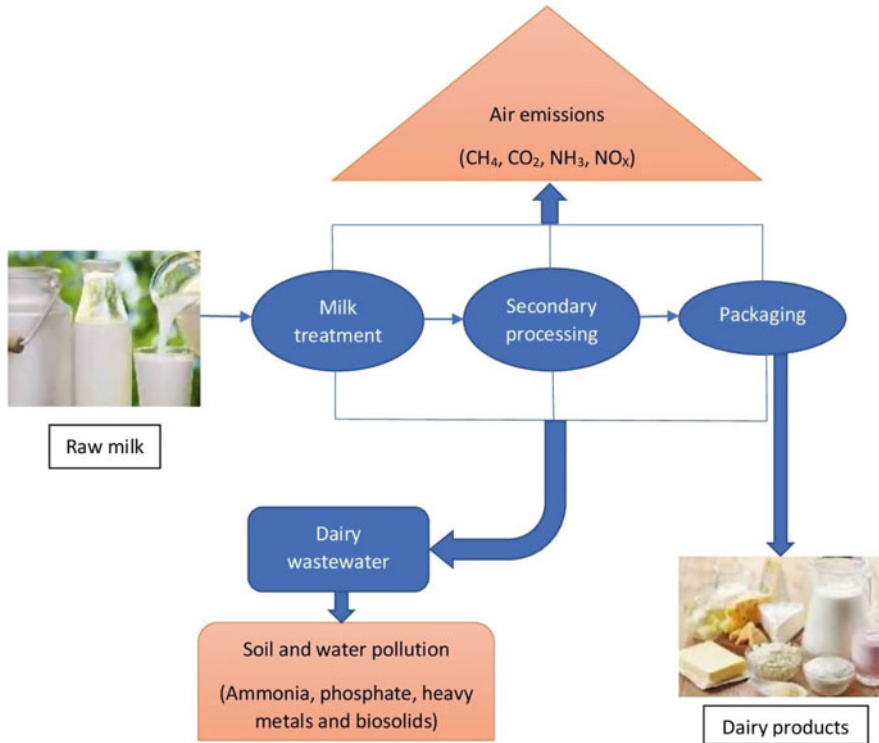 Air emissions
(CH₄, CO₂, NH₃, NOₓ)
Milk
treatment
Secondary
processing
Packaging
Raw milk
Dairy
wastewater
Soil and water pollution
(Ammonia, phosphate, heavy
metals and biosolids)
Dairy products